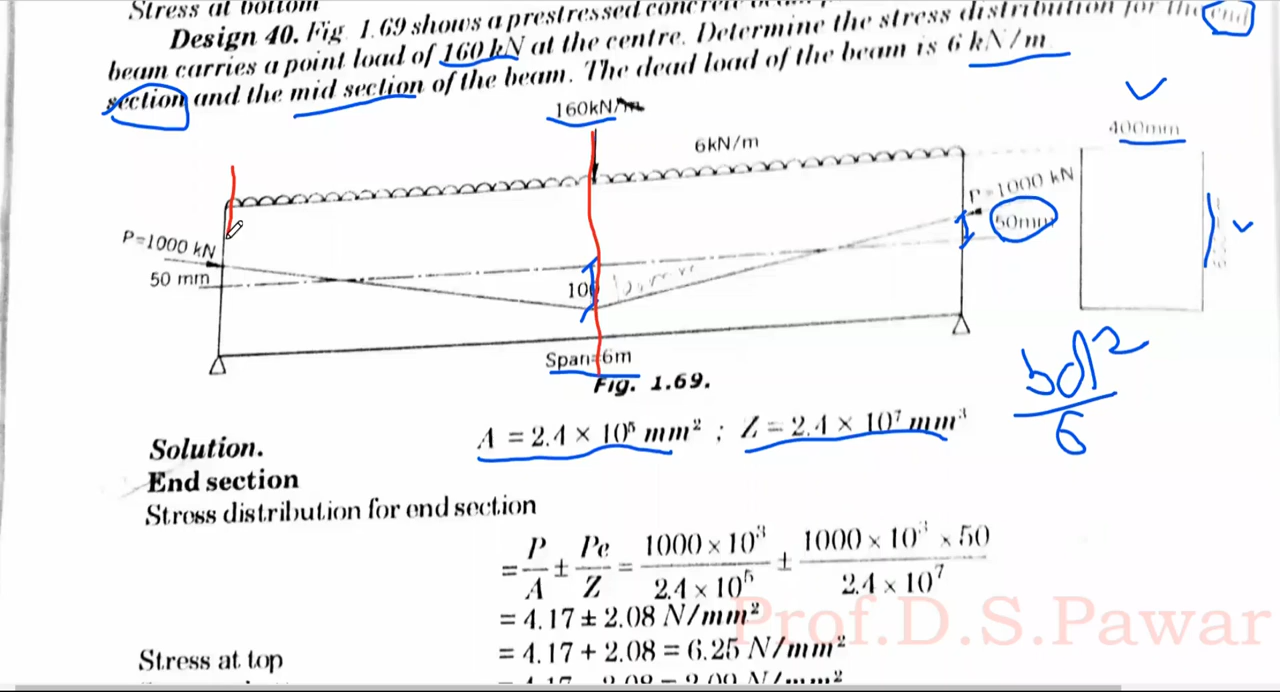 Stress at bottom
Design 40. Fig. 1.69 shows a prestressed concrete
beam carries a point load of 160 kN at the centre. Determine the stress distribution for the end
section and the mid section of the beam. The dead load of the beam is 6 kN/m
160kN/m
400mm
6kN/m
P=1000 kN
50mm
P=1000 kN
50 mm
Span=6m
Fig. 1.69.
bd²
6
Solution. A = 2.4 × 10⁵ mm² ; Z = 2.4 × 10⁷ mm³
End section
Stress distribution for end section
= P/A ± Pe/Z = 1000 × 10³ / 2.4 × 10⁵ ± 1000 × 10³ × 50 / 2.4 × 10⁷
= 4.17 ± 2.08 N/mm²
Prof.D.S.Pawar
Stress at top = 4.17 + 2.08 = 6.25 N/mm²